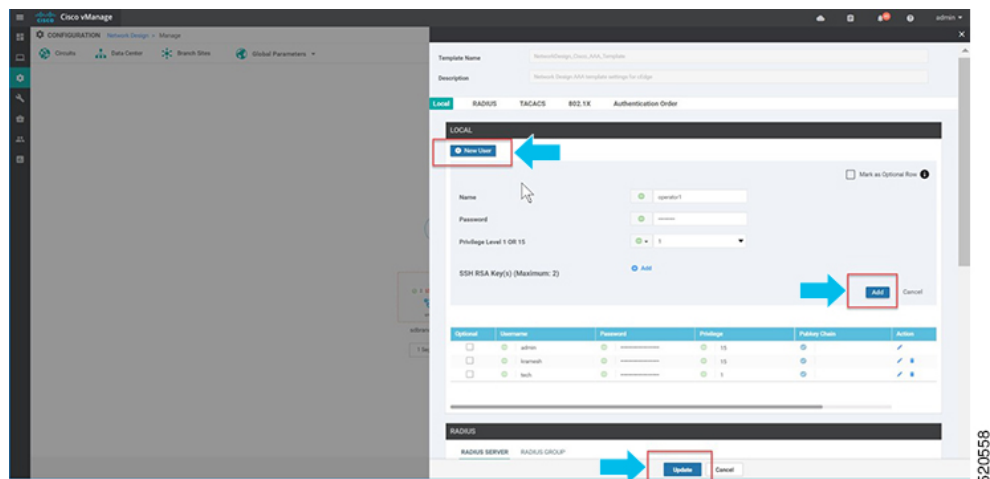 cisco Cisco vManage
admin
CONFIGURATION Network Design > Manage
Circuits Data Center Branch Sites Global Parameters
Template Name NetworkDesign_Cisco_AAA_Template
Description Network Design AAA template settings for cEdge
Local RADIUS TACACS 802.1X Authentication Order
LOCAL
New User
Mark as Optional Row
Name operator1
Password
Privilege Level 1 OR 15 1
SSH RSA Key(s) (Maximum: 2) Add
Add Cancel
Optional Username Password Privilege Pubkey Chain Action
admin 15
kramesh 15
tech 1
RADIUS
RADIUS SERVER RADIUS GROUP
Update Cancel
520558